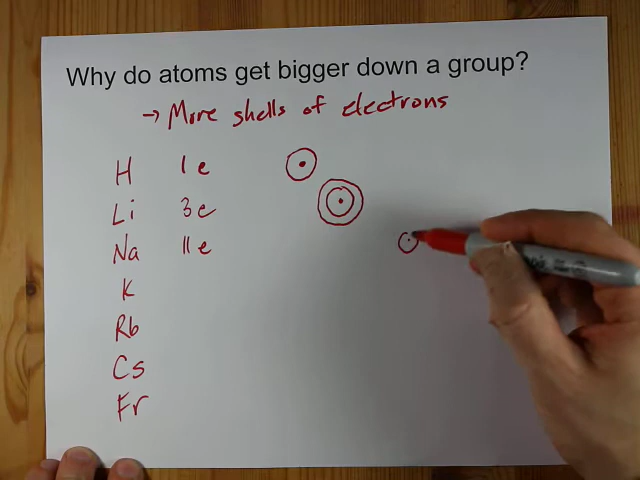 Why do atoms get bigger down a group?
→ More shells of electrons
H 1e
Li 3e
Na 11e
K
Rb
Cs
Fr